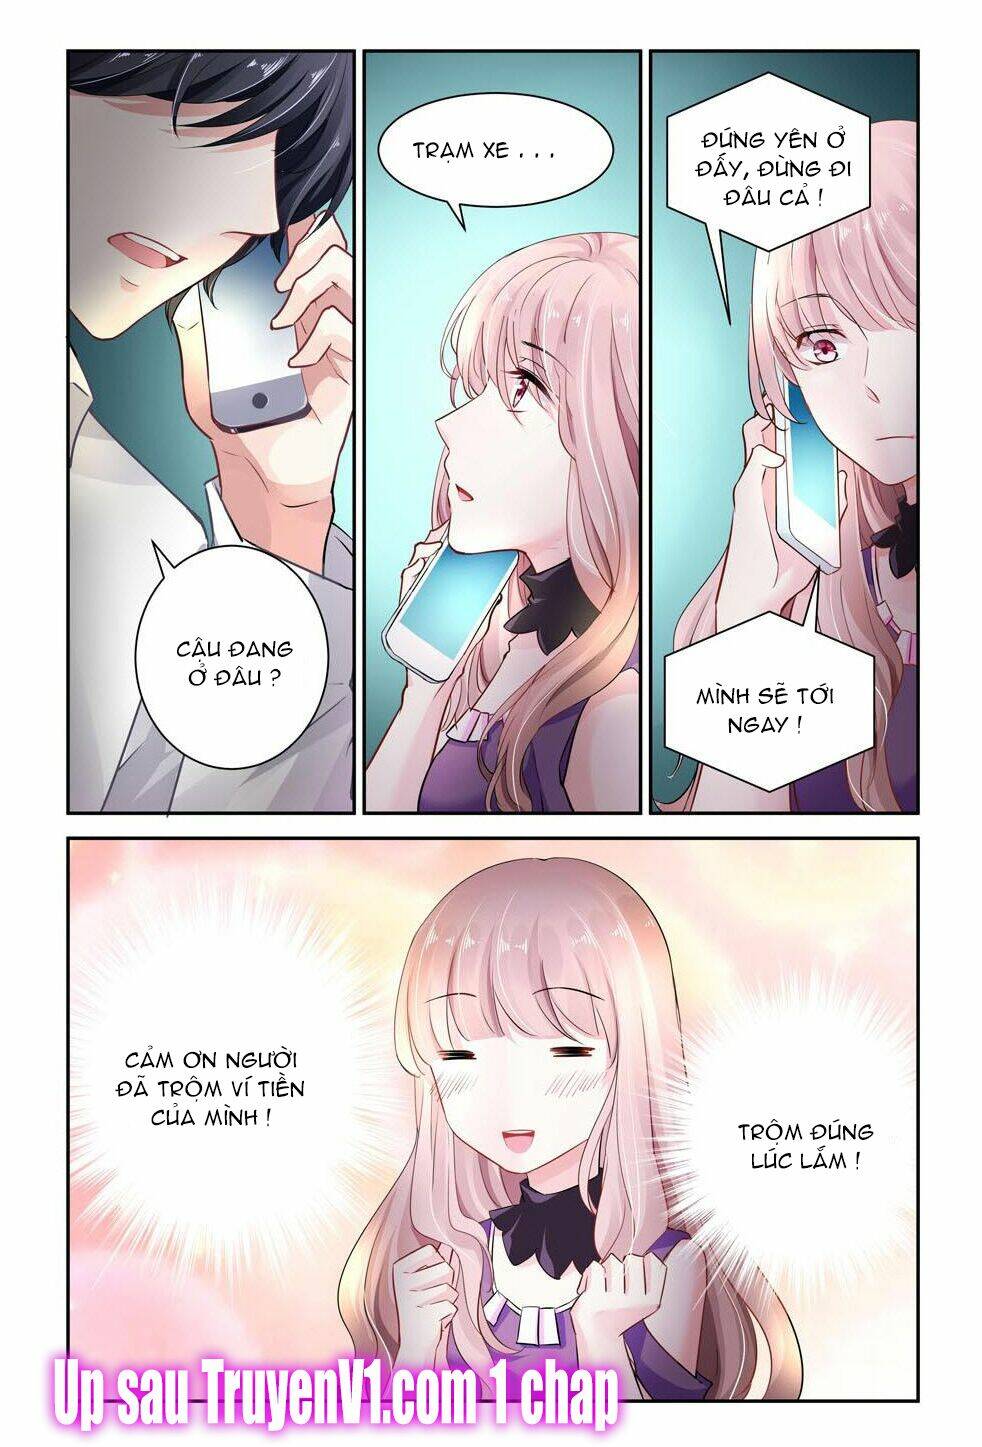 CẬU ĐANG
Ở ĐÂU ?
TRẠM XE . . .
ĐỨNG YÊN Ở
ĐẤY, ĐỪNG ĐI
ĐÂU CẢ !
MÌNH SẼ TỚI
NGAY !
CẢM ƠN NGƯỜI
ĐÃ TRỘM VÍ TIỀN
CỦA MÌNH !
TRỘM ĐÚNG
LÚC LẮM !
Up sau TruyenV1.com 1 chap